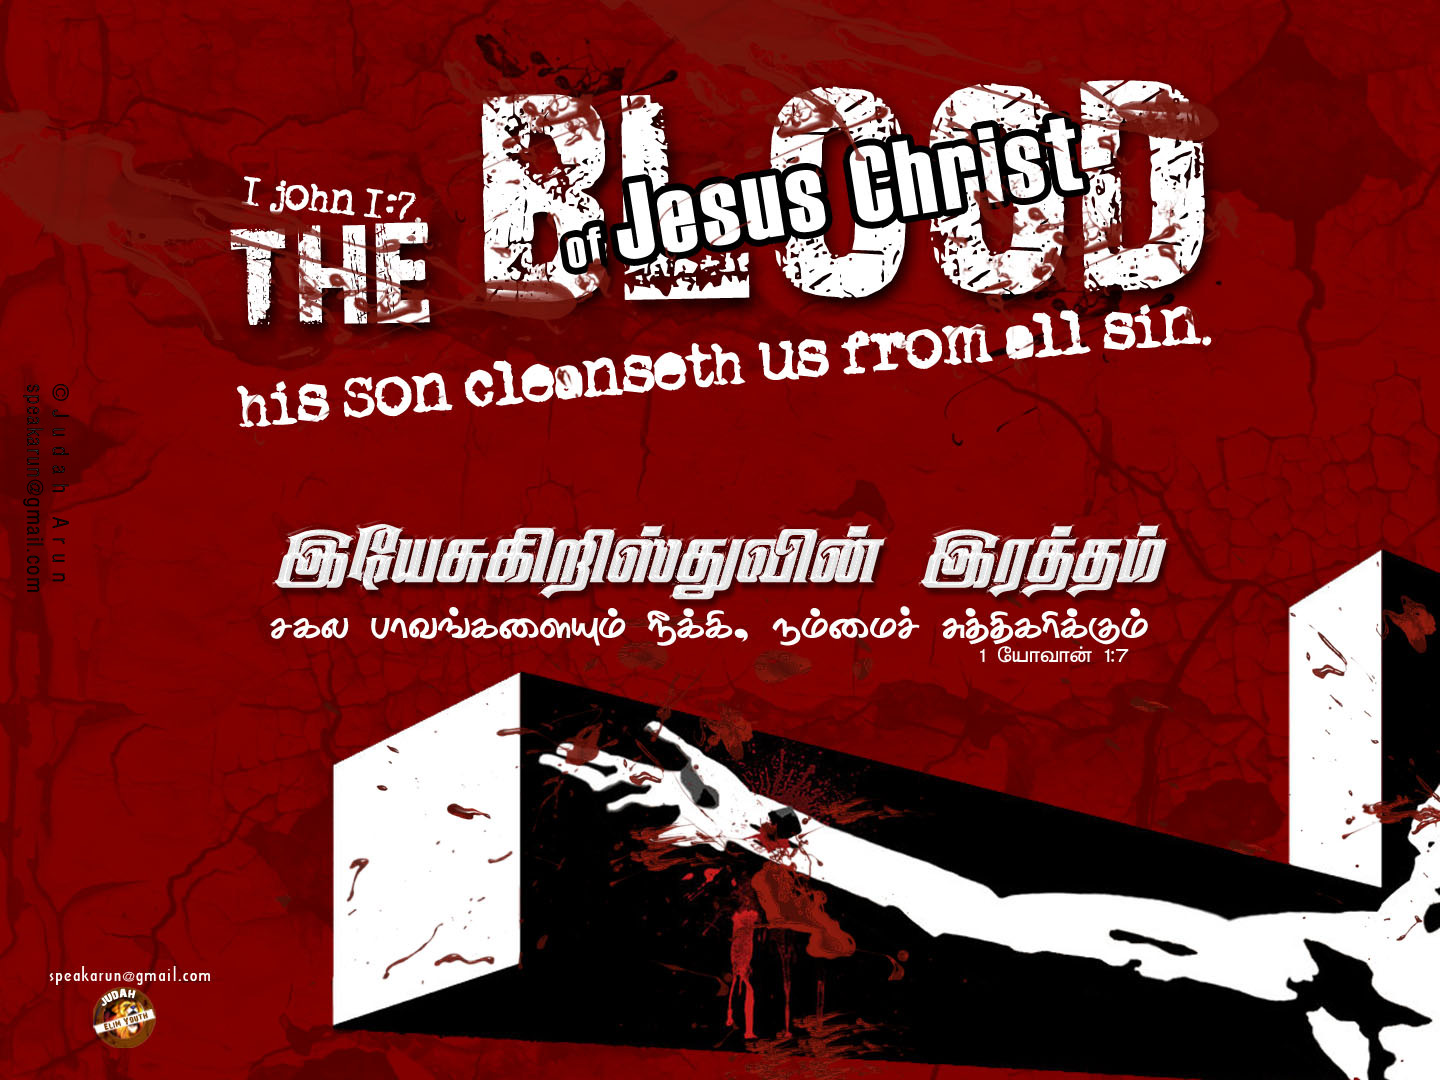 I john I:7.
THE BLOOD
of Jesus Christ
his son cleanseth us from all sin.
இயேசுகிறிஸ்துவின் இரத்தம்
சகல பாவங்களையும் நீக்கி, நம்மைச் சுத்திகரிக்கும்
1 யோவான் 1:7
© Judah Arun
speakarun@gmail.com
speakarun@gmail.com
JUDAH
ELIM YOUTH